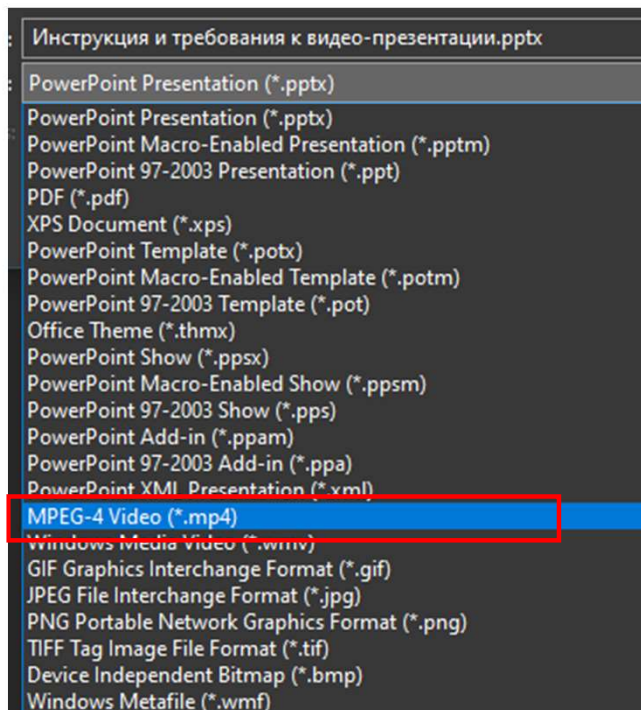 Инструкция и требования к видео-презентации.pptx
PowerPoint Presentation (*.pptx)
PowerPoint Presentation (*.pptx)
PowerPoint Macro-Enabled Presentation (*.pptm)
PowerPoint 97-2003 Presentation (*.ppt)
PDF (*.pdf)
XPS Document (*.xps)
PowerPoint Template (*.potx)
PowerPoint Macro-Enabled Template (*.potm)
PowerPoint 97-2003 Template (*.pot)
Office Theme (*.thmx)
PowerPoint Show (*.ppsx)
PowerPoint Macro-Enabled Show (*.ppsm)
PowerPoint 97-2003 Show (*.pps)
PowerPoint Add-in (*.ppam)
PowerPoint 97-2003 Add-in (*.ppa)
PowerPoint XML Presentation (*.xml)
MPEG-4 Video (*.mp4)
Windows Media Video (*.wmv)
GIF Graphics Interchange Format (*.gif)
JPEG File Interchange Format (*.jpg)
PNG Portable Network Graphics Format (*.png)
TIFF Tag Image File Format (*.tif)
Device Independent Bitmap (*.bmp)
Windows Metafile (*.wmf)